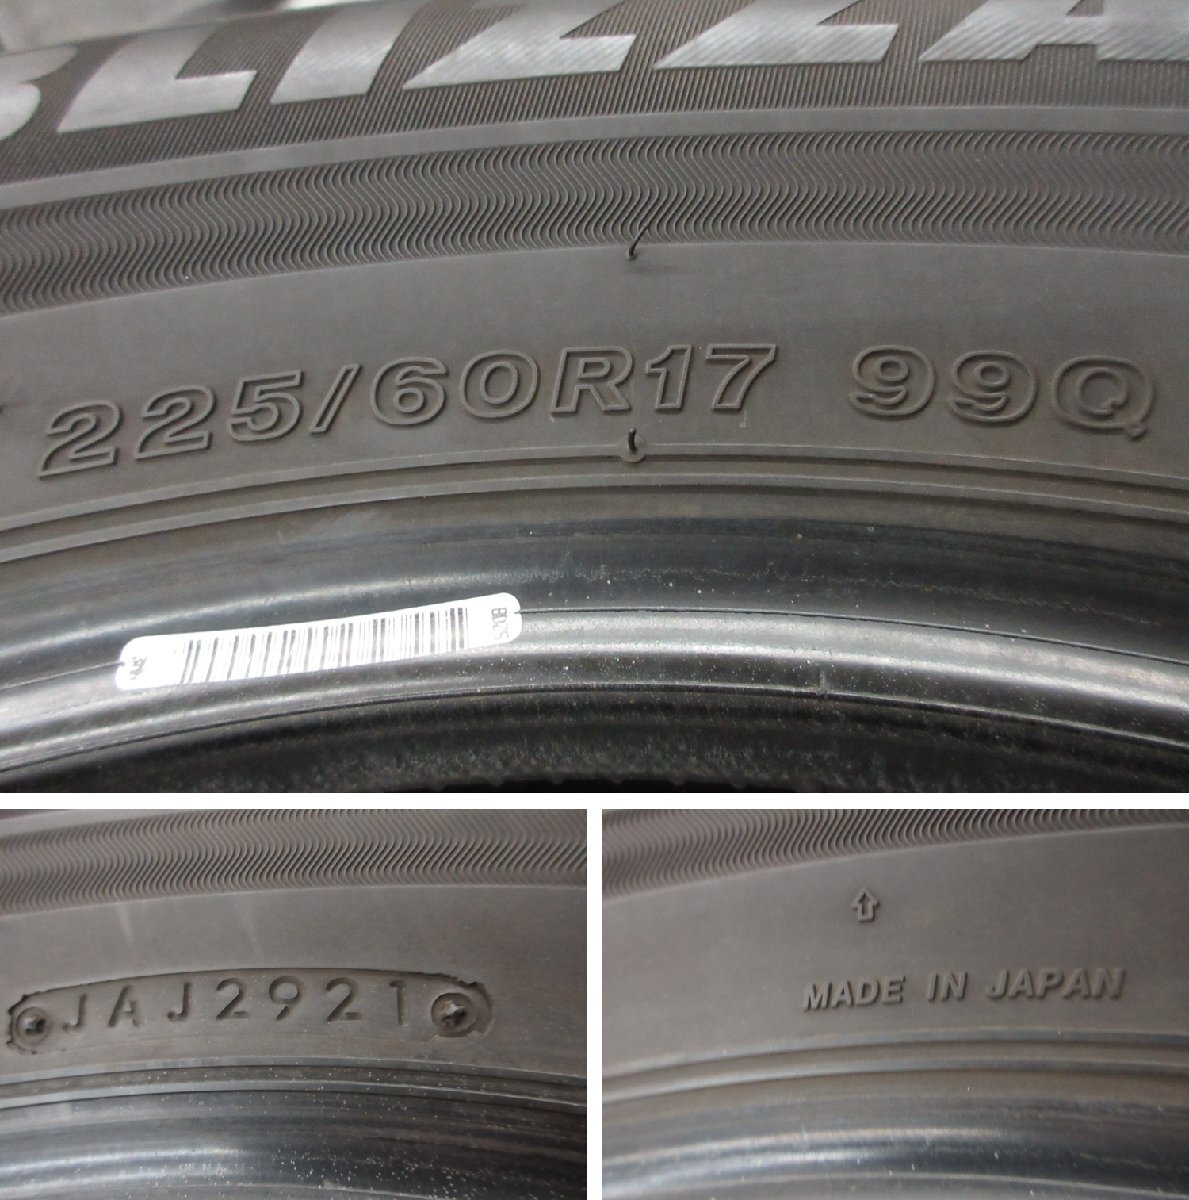 BLIZZA
225/60R17 99Q
JAJ2921
MADE IN JAPAN